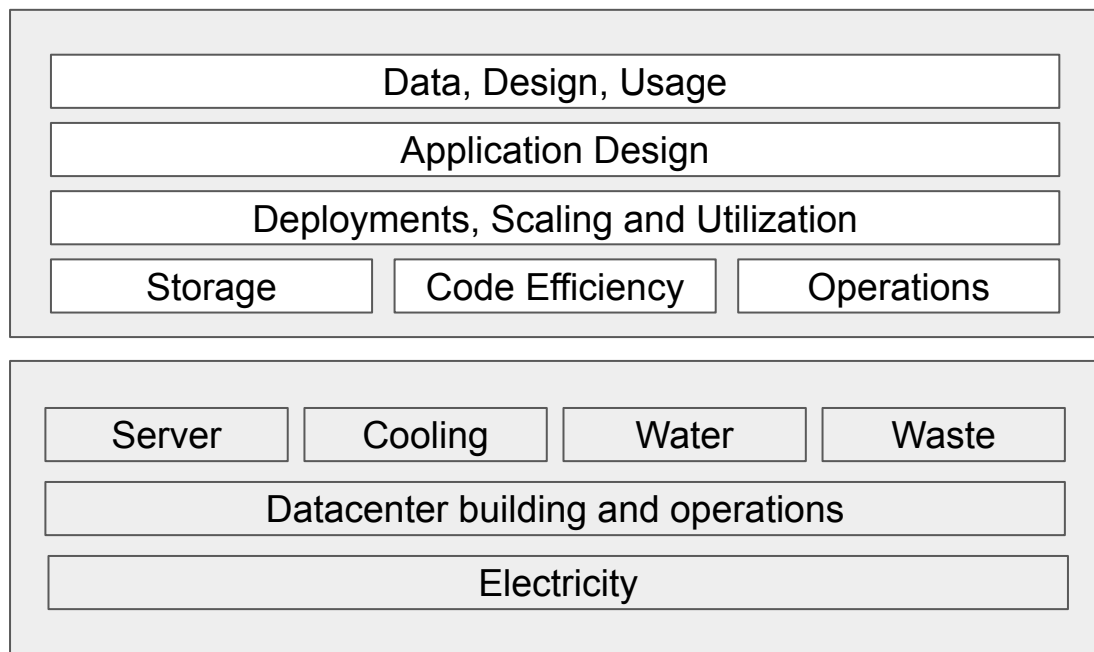 Data, Design, Usage
Application Design
Deployments, Scaling and Utilization
Storage
Code Efficiency
Operations
Server
Cooling
Water
Waste
Datacenter building and operations
Electricity